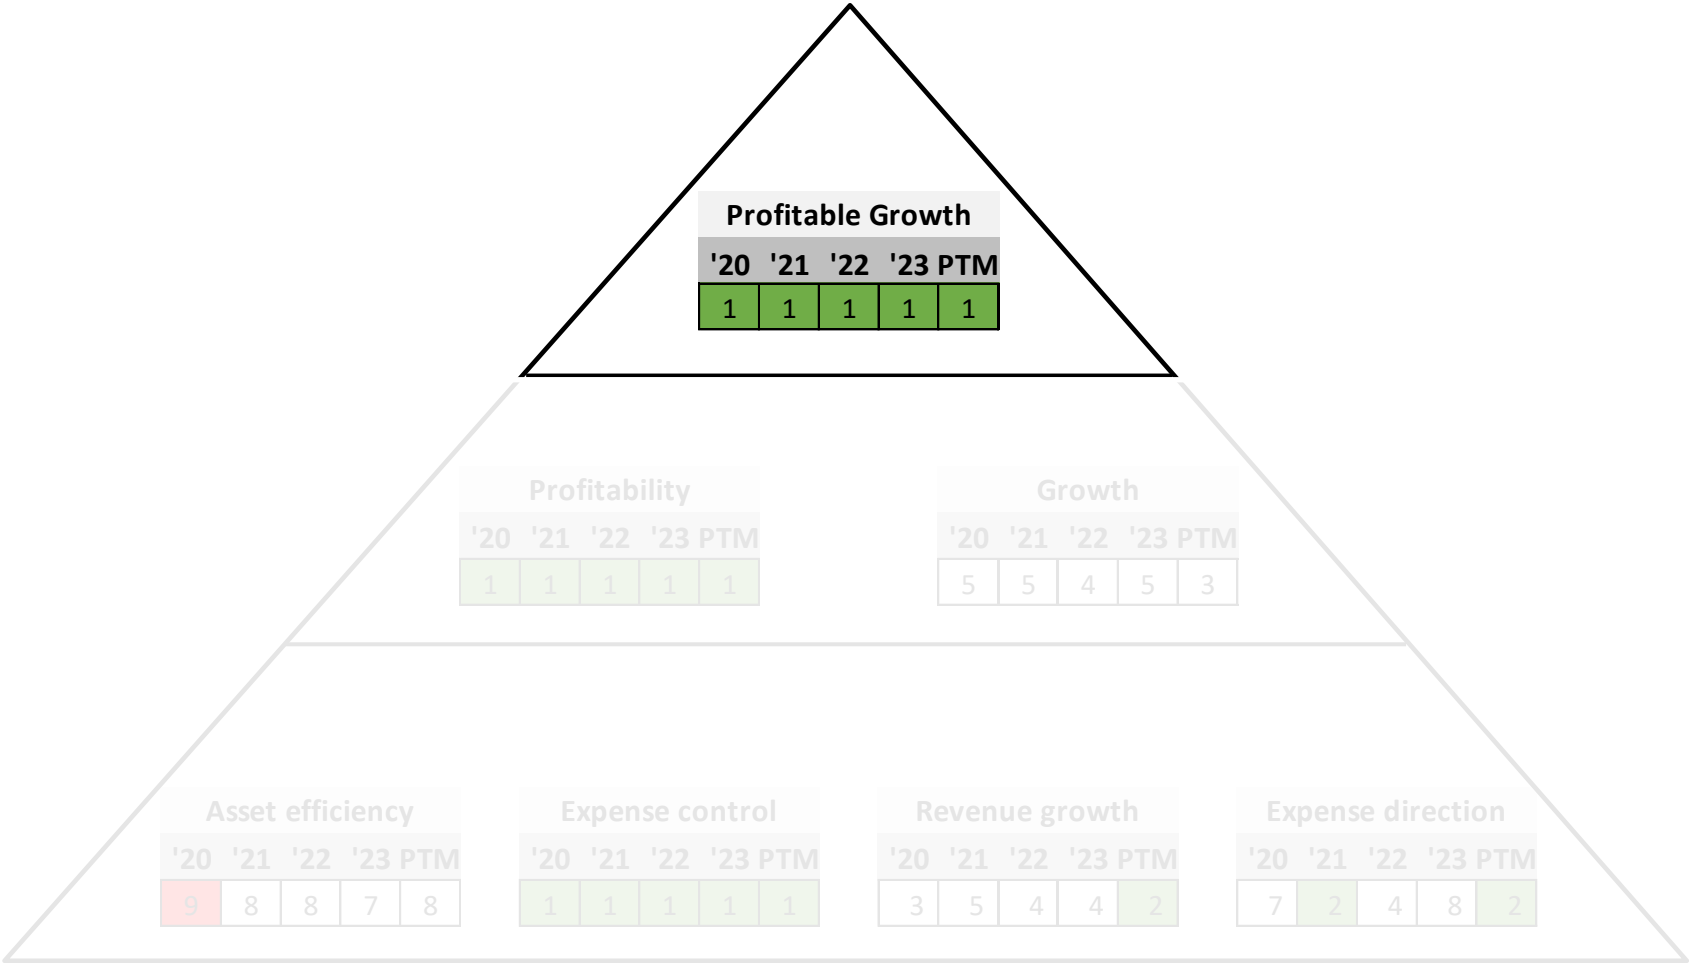 Profitable Growth
'20 '21 '22 '23 PTM
1 1 1 1 1
Profitability
'20 '21 '22 '23 PTM
1 1 1 1 1
Growth
'20 '21 '22 '23 PTM
5 5 4 5 3
Asset efficiency
'20 '21 '22 '23 PTM
9 8 8 7 8
Expense control
'20 '21 '22 '23 PTM
1 1 1 1 1
Revenue growth
'20 '21 '22 '23 PTM
3 5 4 4 2
Expense direction
'20 '21 '22 '23 PTM
7 2 4 8 2